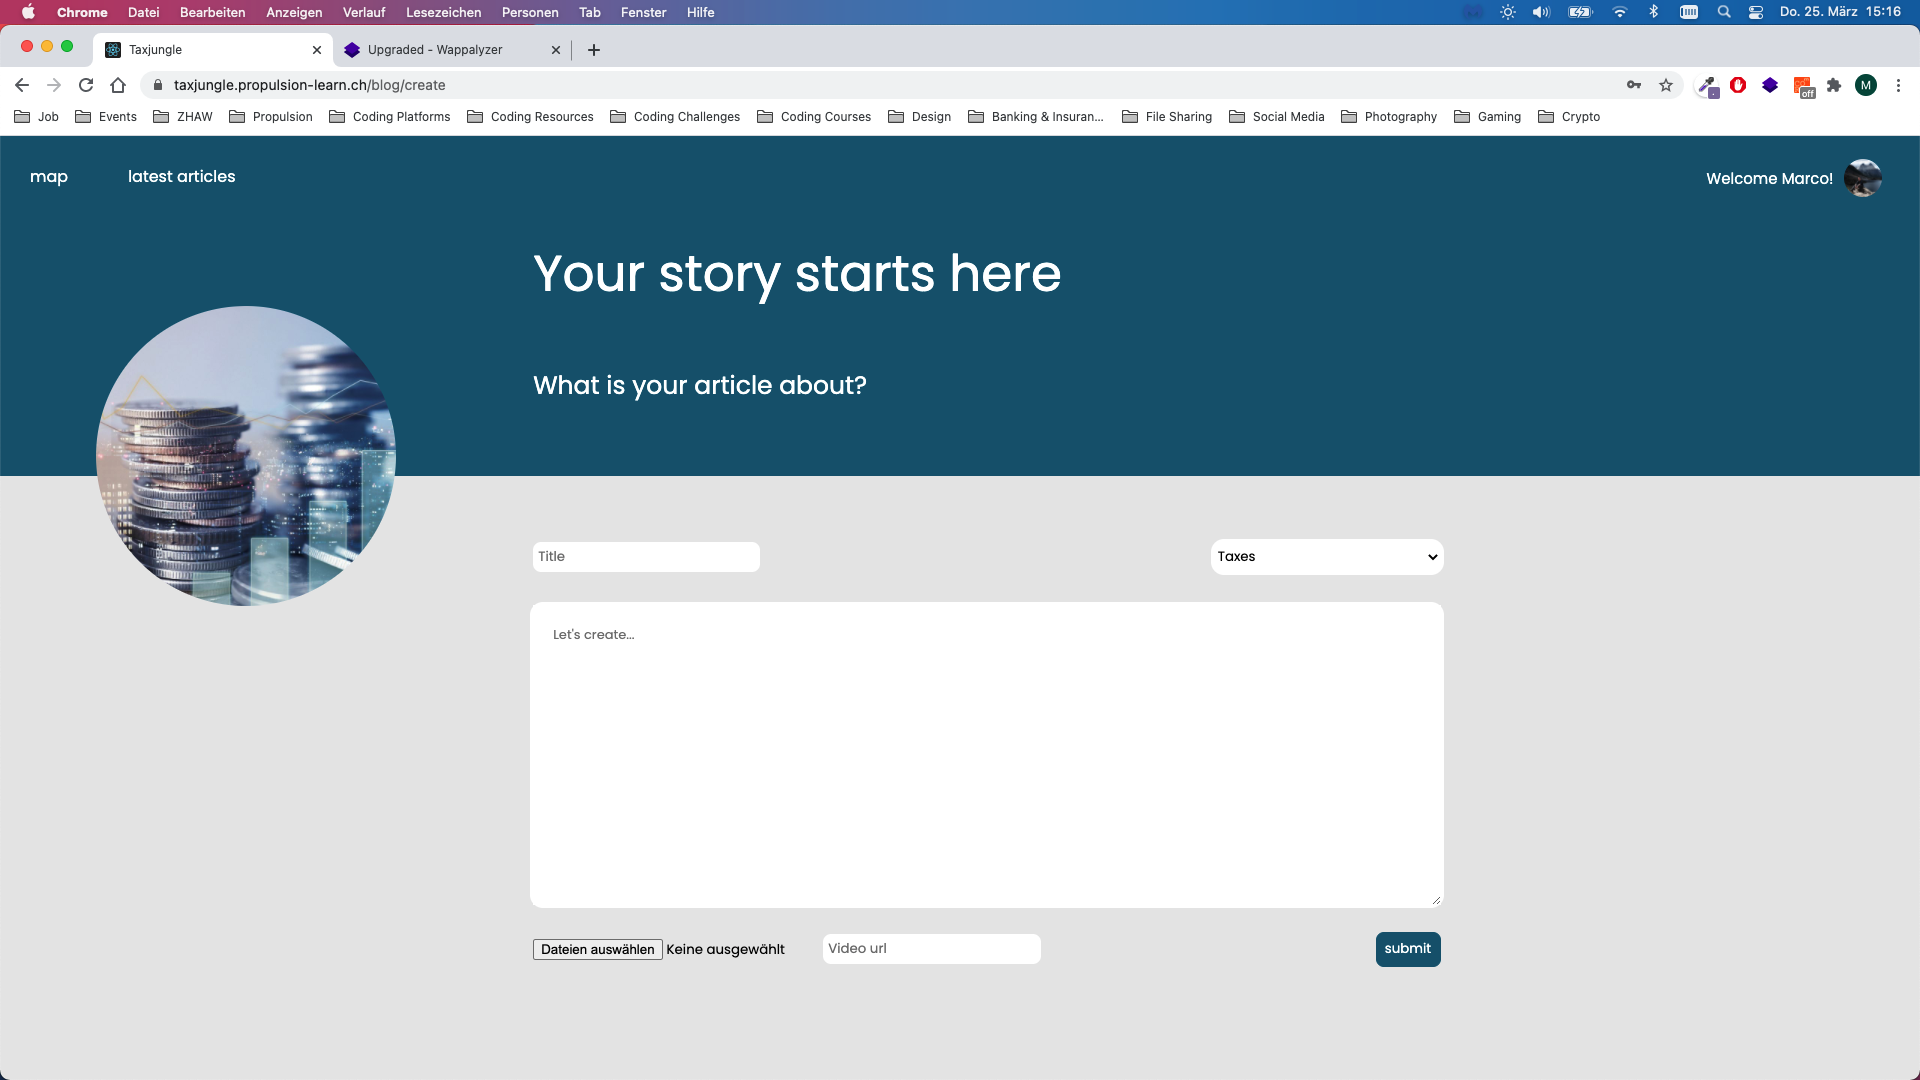 Chrome Datei Bearbeiten Anzeigen Verlauf Lesezeichen Personen Tab Fenster Hilfe Do. 25. März 15:16
Taxjungle Upgraded - Wappalyzer
taxjungle.propulsion-learn.ch/blog/create off M
Job Events ZHAW Propulsion Coding Platforms Coding Resources Coding Challenges Coding Courses Design Banking & Insuran... File Sharing Social Media Photography Gaming Crypto
map latest articles Welcome Marco!
Your story starts here
What is your article about?
Title Taxes
Let's create...
Dateien auswählen Keine ausgewählt Video url submit